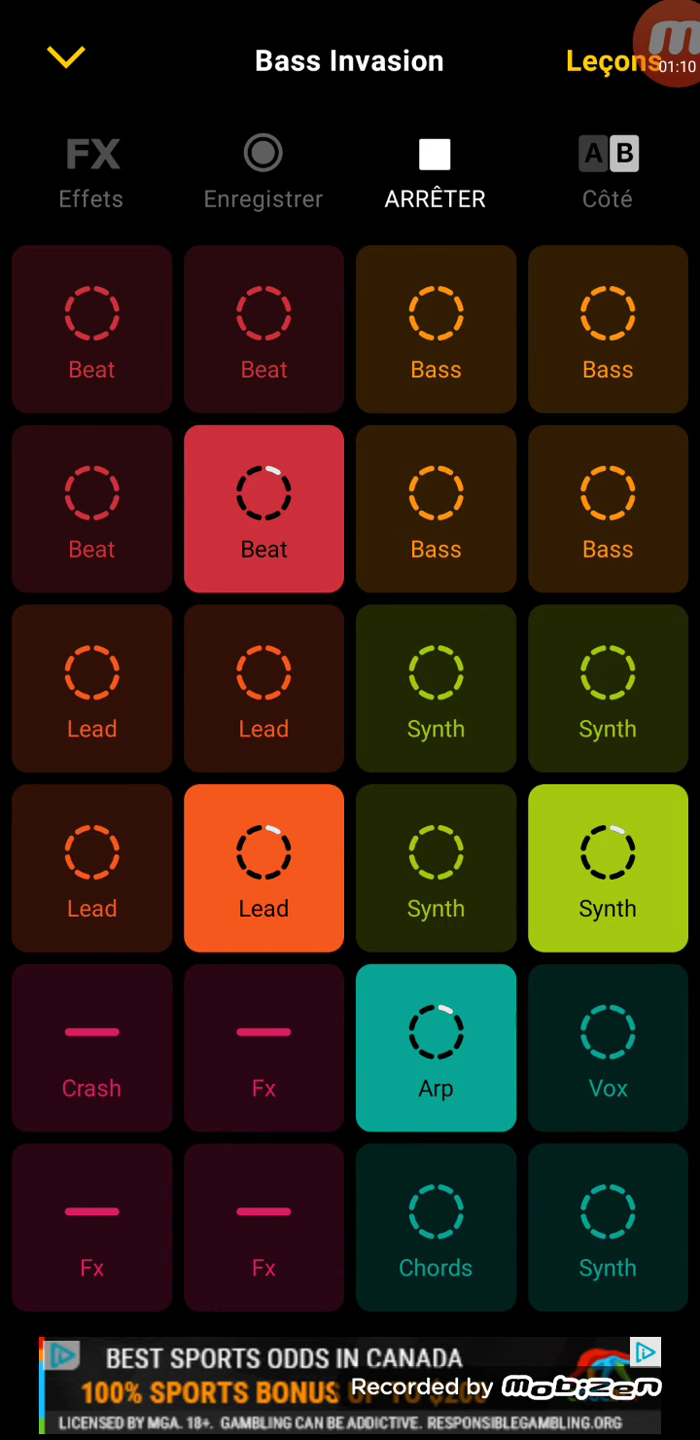 Bass Invasion
Leçons
01:10
FX
A B
Effets
Enregistrer
ARRÊTER
Côté
Beat
Beat
Bass
Bass
Beat
Beat
Bass
Bass
Lead
Lead
Synth
Synth
Lead
Lead
Synth
Synth
Crash
Fx
Arp
Vox
Fx
Fx
Chords
Synth
BEST SPORTS ODDS IN CANADA
100% SPORTS BONUS UP TO
Recorded by mobizen
LICENSED BY MGA. 18+. GAMBLING CAN BE ADDICTIVE. RESPONSIBLEGAMBLING.ORG